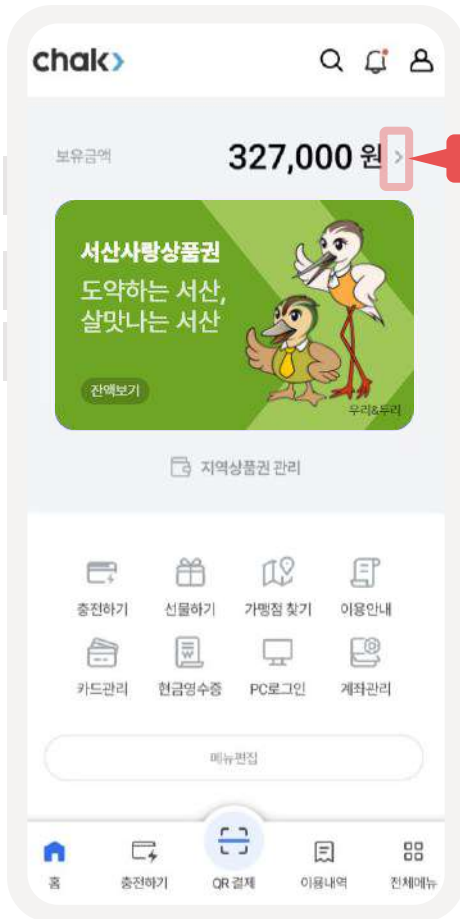 chak
보유금액
327,000 원
서산사랑상품권
도약하는 서산,
살맛나는 서산
잔액보기
우리&두리
지역상품권 관리
충전하기 선물하기 가맹점 찾기 이용안내
카드관리 현금영수증 PC로그인 계좌관리
메뉴편집
홈 충전하기 QR 결제 이용내역 전체메뉴